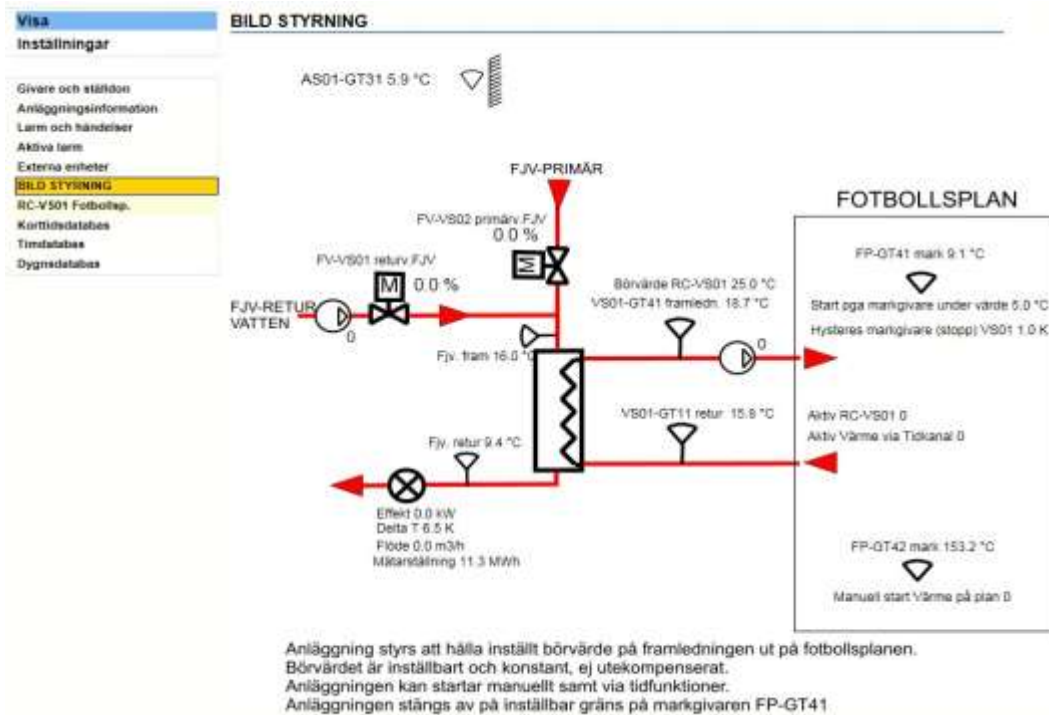 Visa
Inställningar
Givare och ställdon
Anläggningsinformation
Larm och händelser
Aktiva larm
Externa enheter
BILD STYRNING
RC-VS01 Fotbollsp.
Korttidsdatabas
Timdatabas
Dygnsdatabas
BILD STYRNING
AS01-GT31 5.9 °C
FJV-PRIMÄR
FV-VS02 primärv.FJV
0.0 %
FV-VS01 returv.FJV
M
0.0 %
M
FJV-RETUR
VATTEN
0
Fjv. fram 16.0 °C
Börvärde RC-VS01 25.0 °C
VS01-GT41 framledn. 18.7 °C
0
VS01-GT11 retur 15.8 °C
Fjv. retur 9.4 °C
Effekt 0.0 kW
Delta T 6.5 K
Flöde 0.0 m3/h
Mätarställning 11.3 MWh
FOTBOLLSPLAN
FP-GT41 mark 9.1 °C
Start pga markgivare under värde 5.0 °C
Hysteres markgivare (stopp) VS01 1.0 K
Aktiv RC-VS01 0
Aktiv Värme via Tidkanal 0
FP-GT42 mark 153.2 °C
Manuell start Värme på plan 0
Anläggning styrs att hålla inställt börvärde på framledningen ut på fotbollsplanen.
Börvärdet är inställbart och konstant, ej utekompenserat.
Anläggningen kan startar manuellt samt via tidfunktioner.
Anläggningen stängs av på inställbar gräns på markgivaren FP-GT41